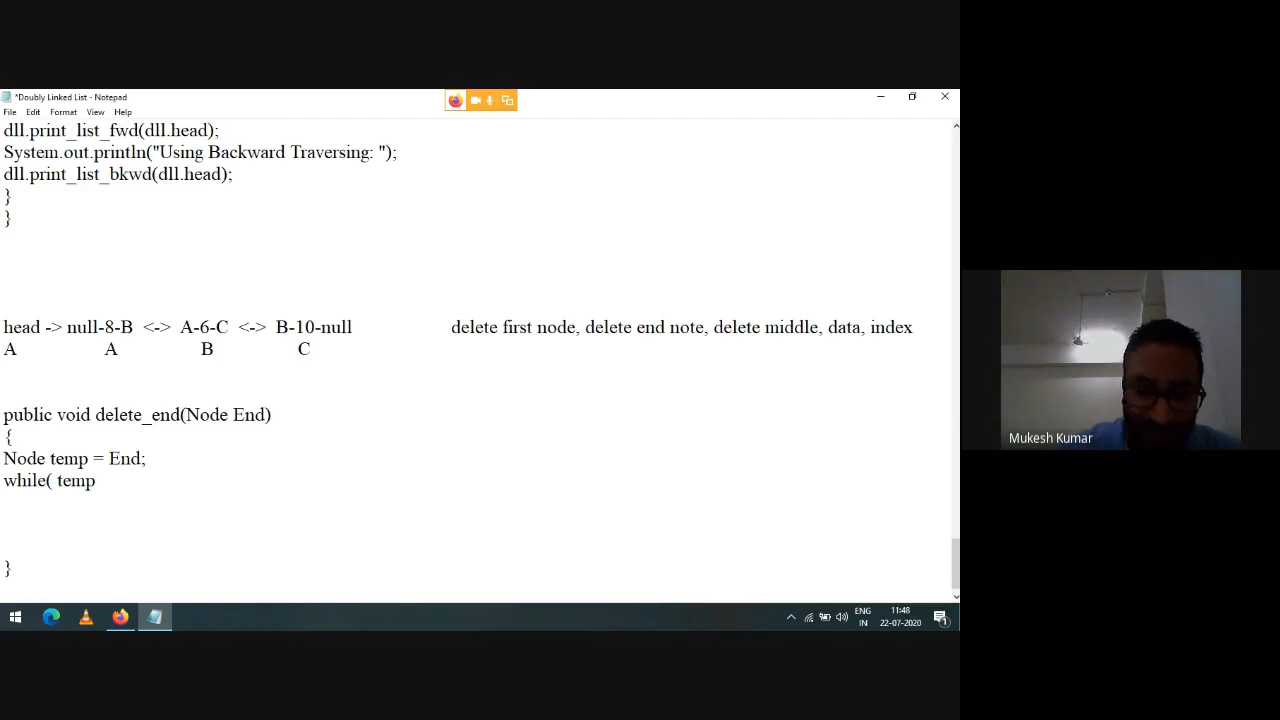 *Doubly Linked List - Notepad
File Edit Format View Help
dll.print_list_fwd(dll.head);
System.out.println("Using Backward Traversing: ");
dll.print_list_bkwd(dll.head);
}
}
head -> null-8-B <-> A-6-C <-> B-10-null delete first node, delete end note, delete middle, data, index
A A B C
public void delete_end(Node End)
{
Node temp = End;
while( temp
}
Mukesh Kumar
ENG 11:48
IN 22-07-2020 1